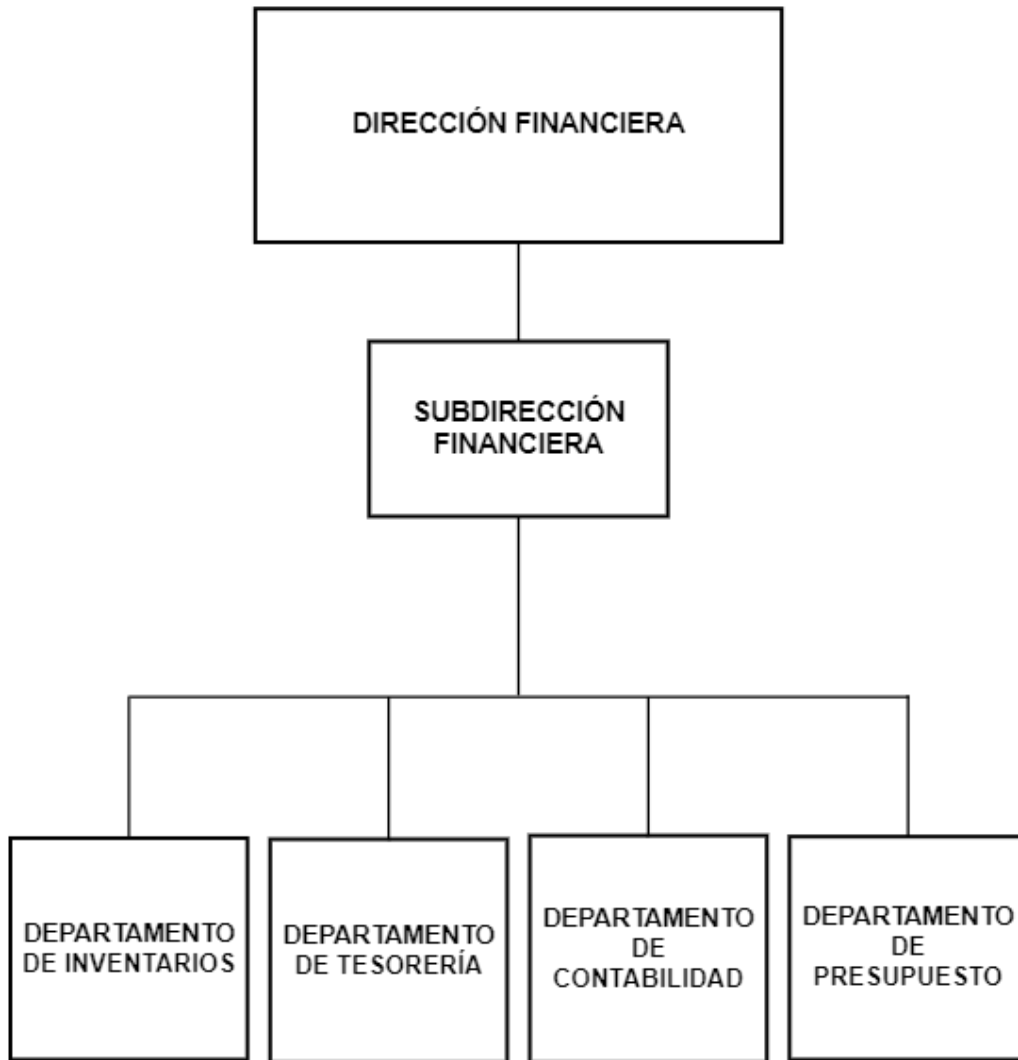 DIRECCIÓN FINANCIERA
SUBDIRECCIÓN
FINANCIERA
DEPARTAMENTO
DE INVENTARIOS
DEPARTAMENTO
DE TESORERÍA
DEPARTAMENTO
DE
CONTABILIDAD
DEPARTAMENTO
DE
PRESUPUESTO